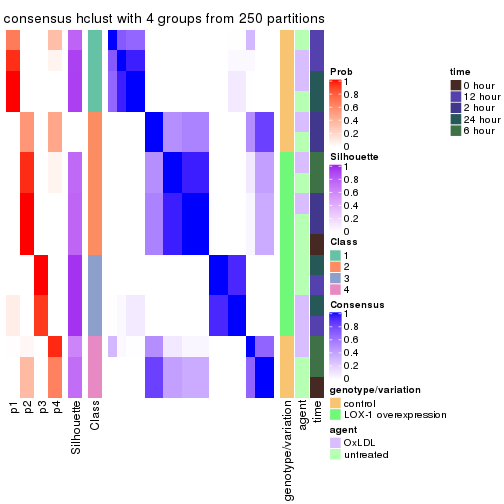 consensus hclust with 4 groups from 250 partitions
Prob
1
0.8
0.6
0.4
0.2
0
Silhouette
1
0.8
0.6
0.4
0.2
0
Class
1
2
3
4
Consensus
1
0.8
0.6
0.4
0.2
0
genotype/variation
control
LOX-1 overexpression
agent
OxLDL
untreated
time
0 hour
12 hour
2 hour
24 hour
6 hour
p1
p2
p3
p4
Silhouette
Class
genotype/variation
agent
time